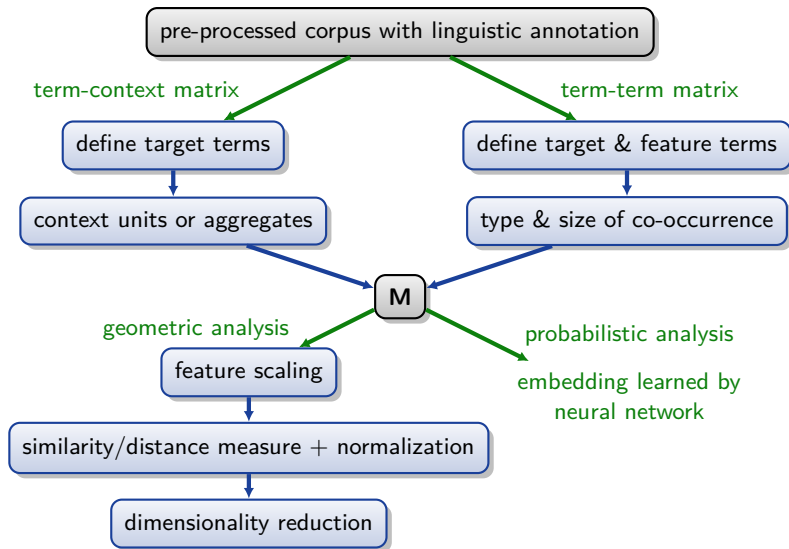 pre-processed corpus with linguistic annotation
term-context matrix
term-term matrix
define target terms
define target & feature terms
context units or aggregates
type & size of co-occurrence
M
geometric analysis
probabilistic analysis
feature scaling
embedding learned by
neural network
similarity/distance measure + normalization
dimensionality reduction